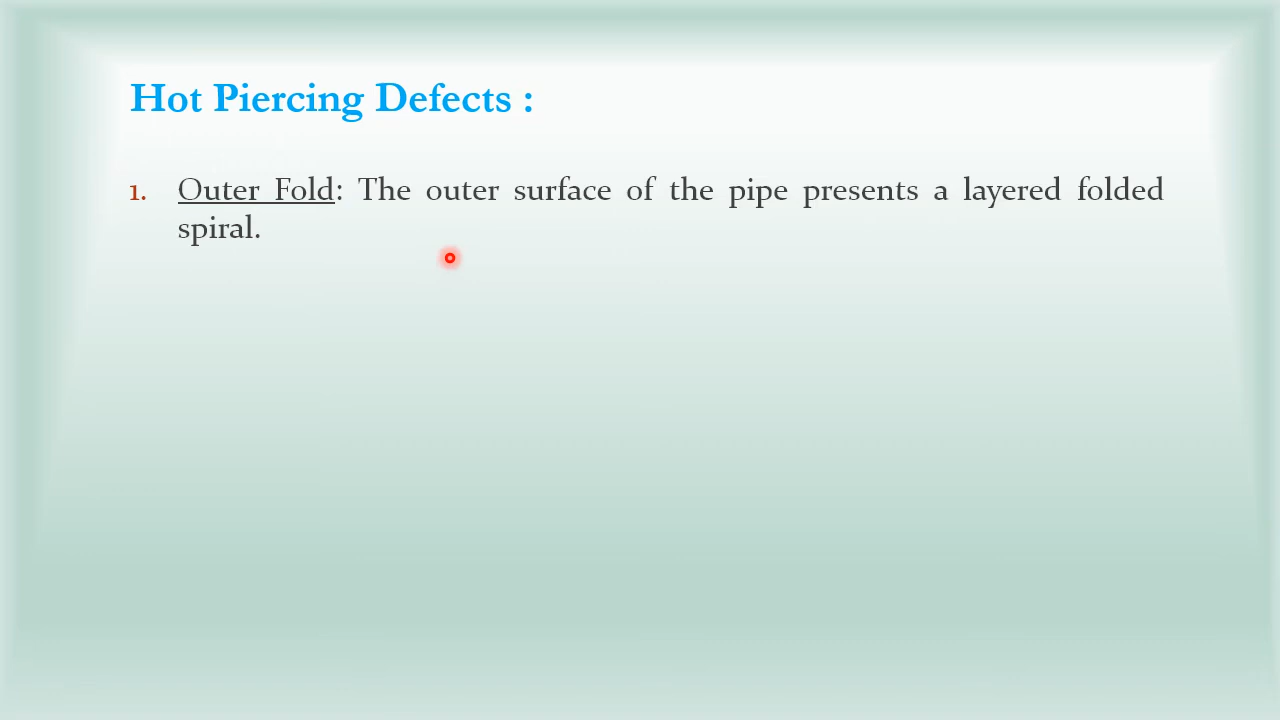 Hot Piercing Defects :
1. Outer Fold: The outer surface of the pipe presents a layered folded
spiral.